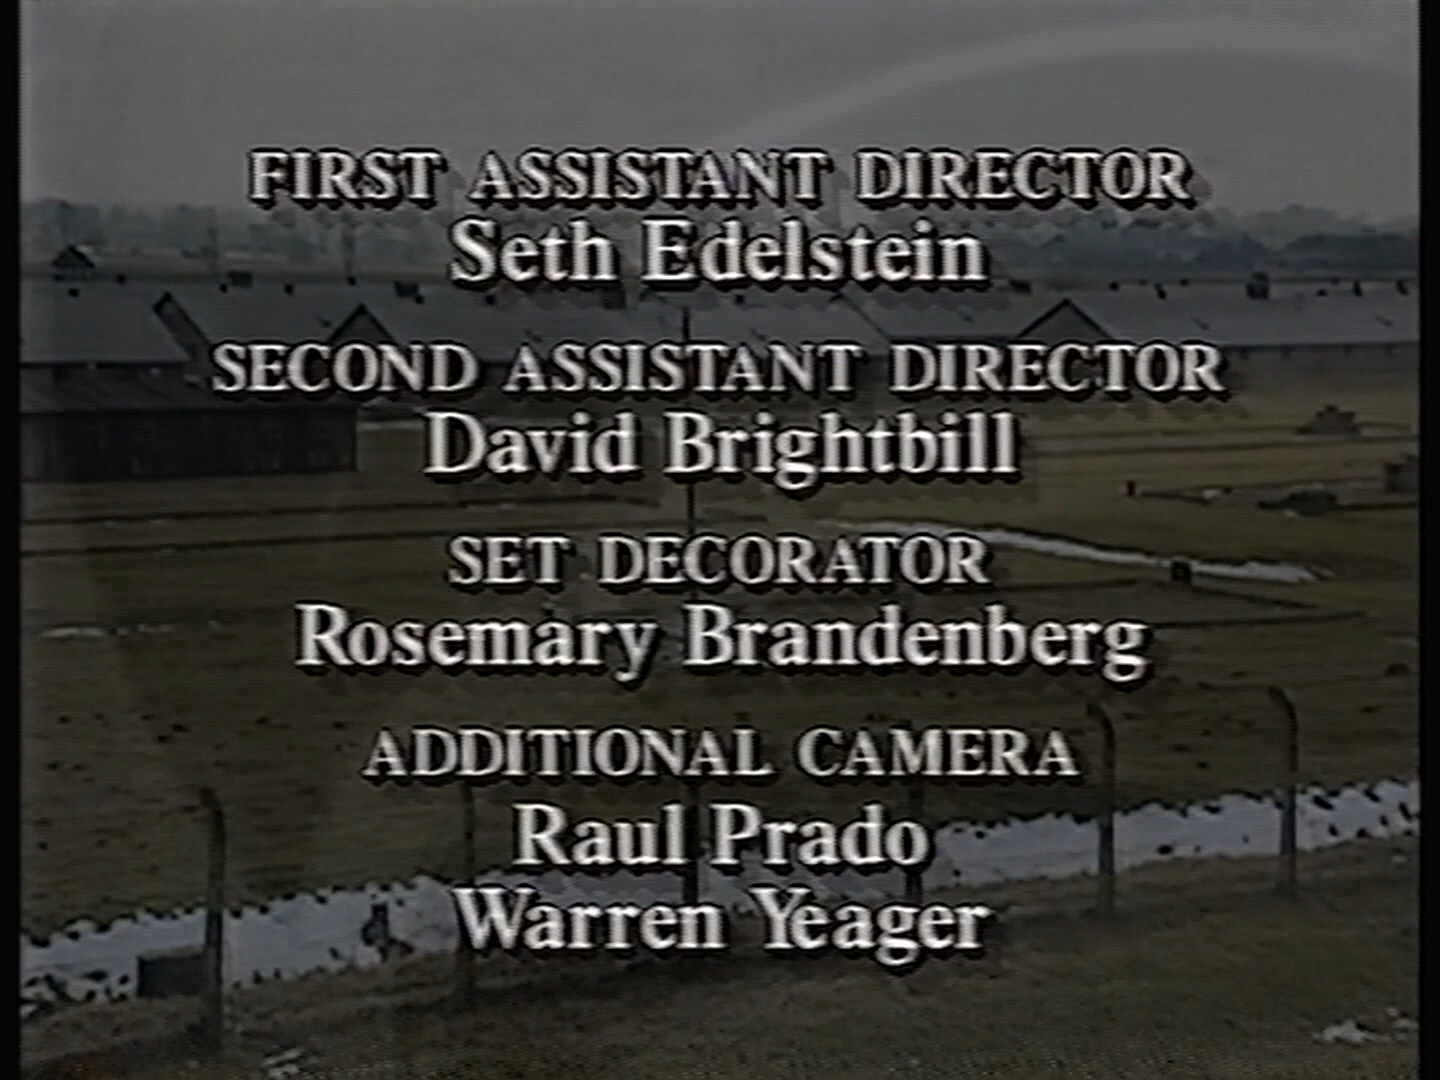 FIRST ASSISTANT DIRECTOR
Seth Edelstein
SECOND ASSISTANT DIRECTOR
David Brightbill
SET DECORATOR
Rosemary Brandenberg
ADDITIONAL CAMERA
Raul Prado
Warren Yeager